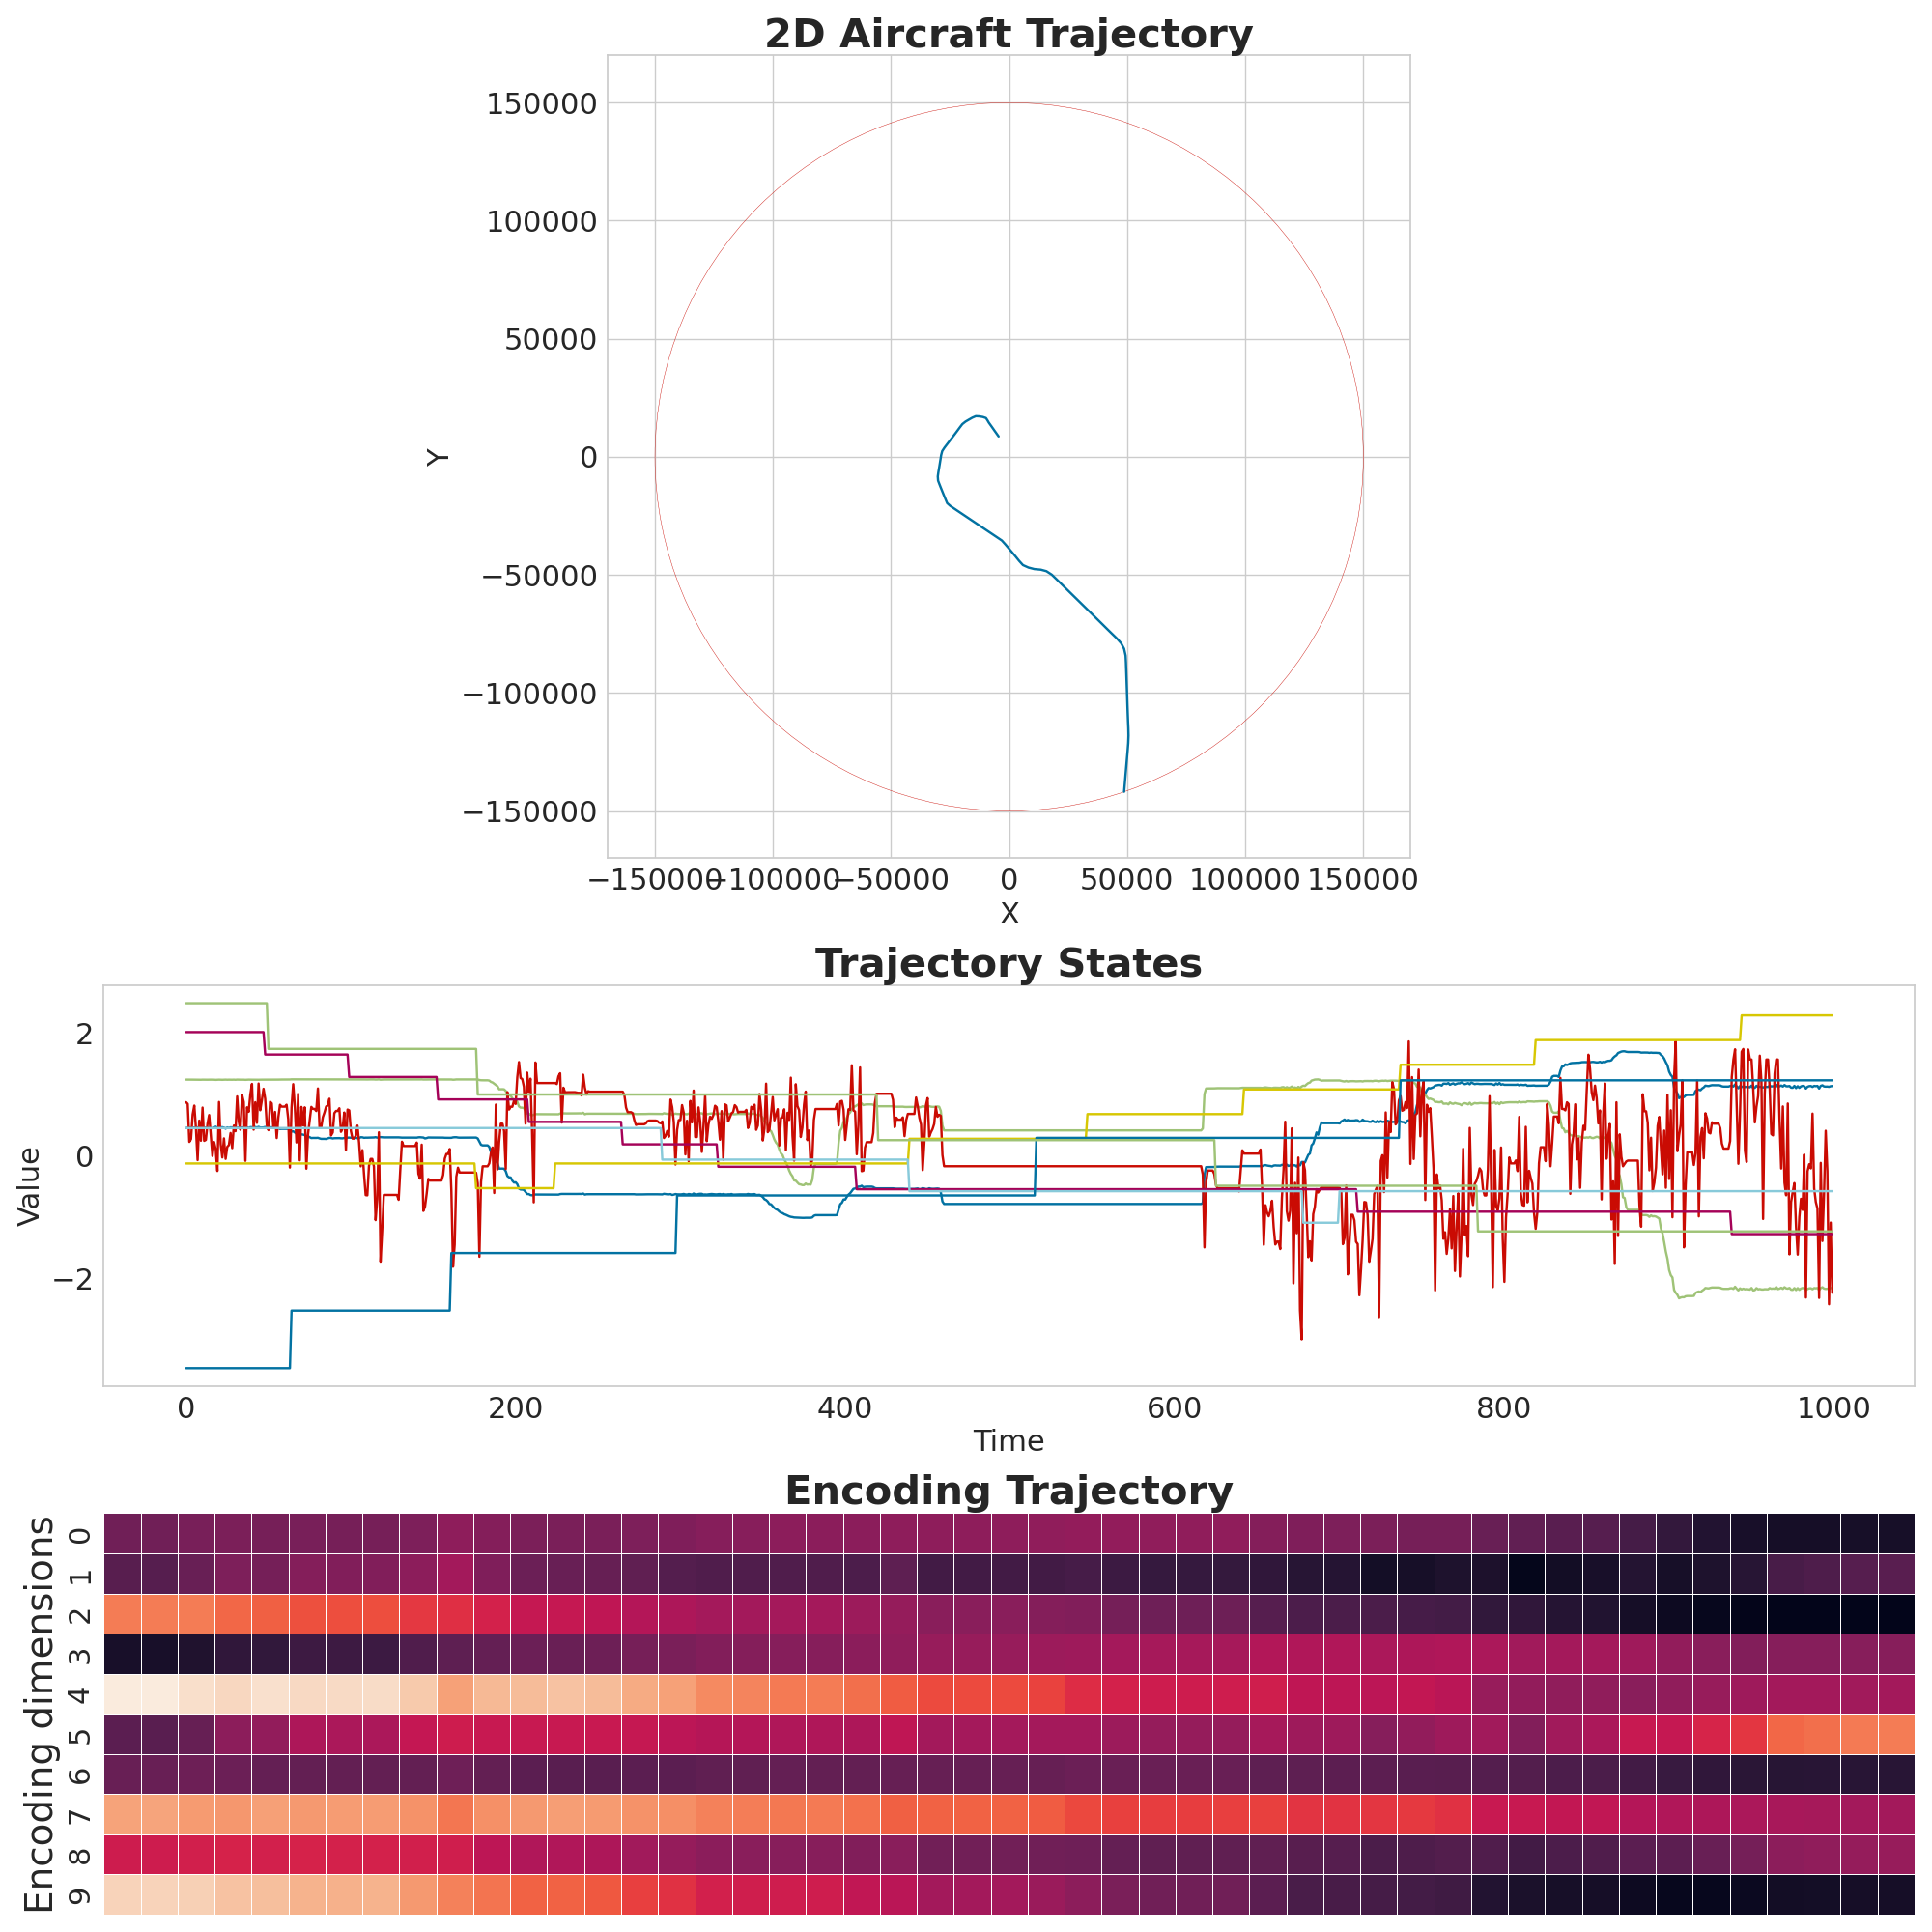 2D Aircraft Trajectory
150000
100000
50000
0
−50000
−100000
−150000
Y
−150000 −100000 −50000 0 50000 100000 150000
X
Trajectory States
2
0
−2
Value
0 200 400 600 800 1000
Time
Encoding Trajectory
Encoding dimensions
0
1
2
3
4
5
6
7
8
9